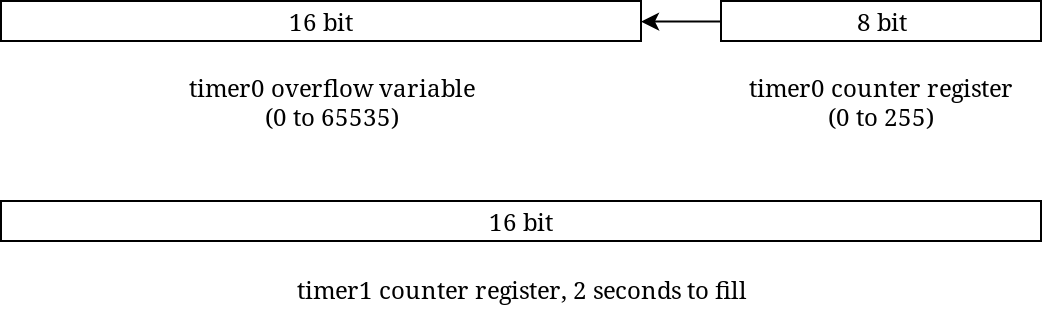 16 bit
8 bit
timer0 overflow variable
(0 to 65535)
timer0 counter register
(0 to 255)
16 bit
timer1 counter register, 2 seconds to fill